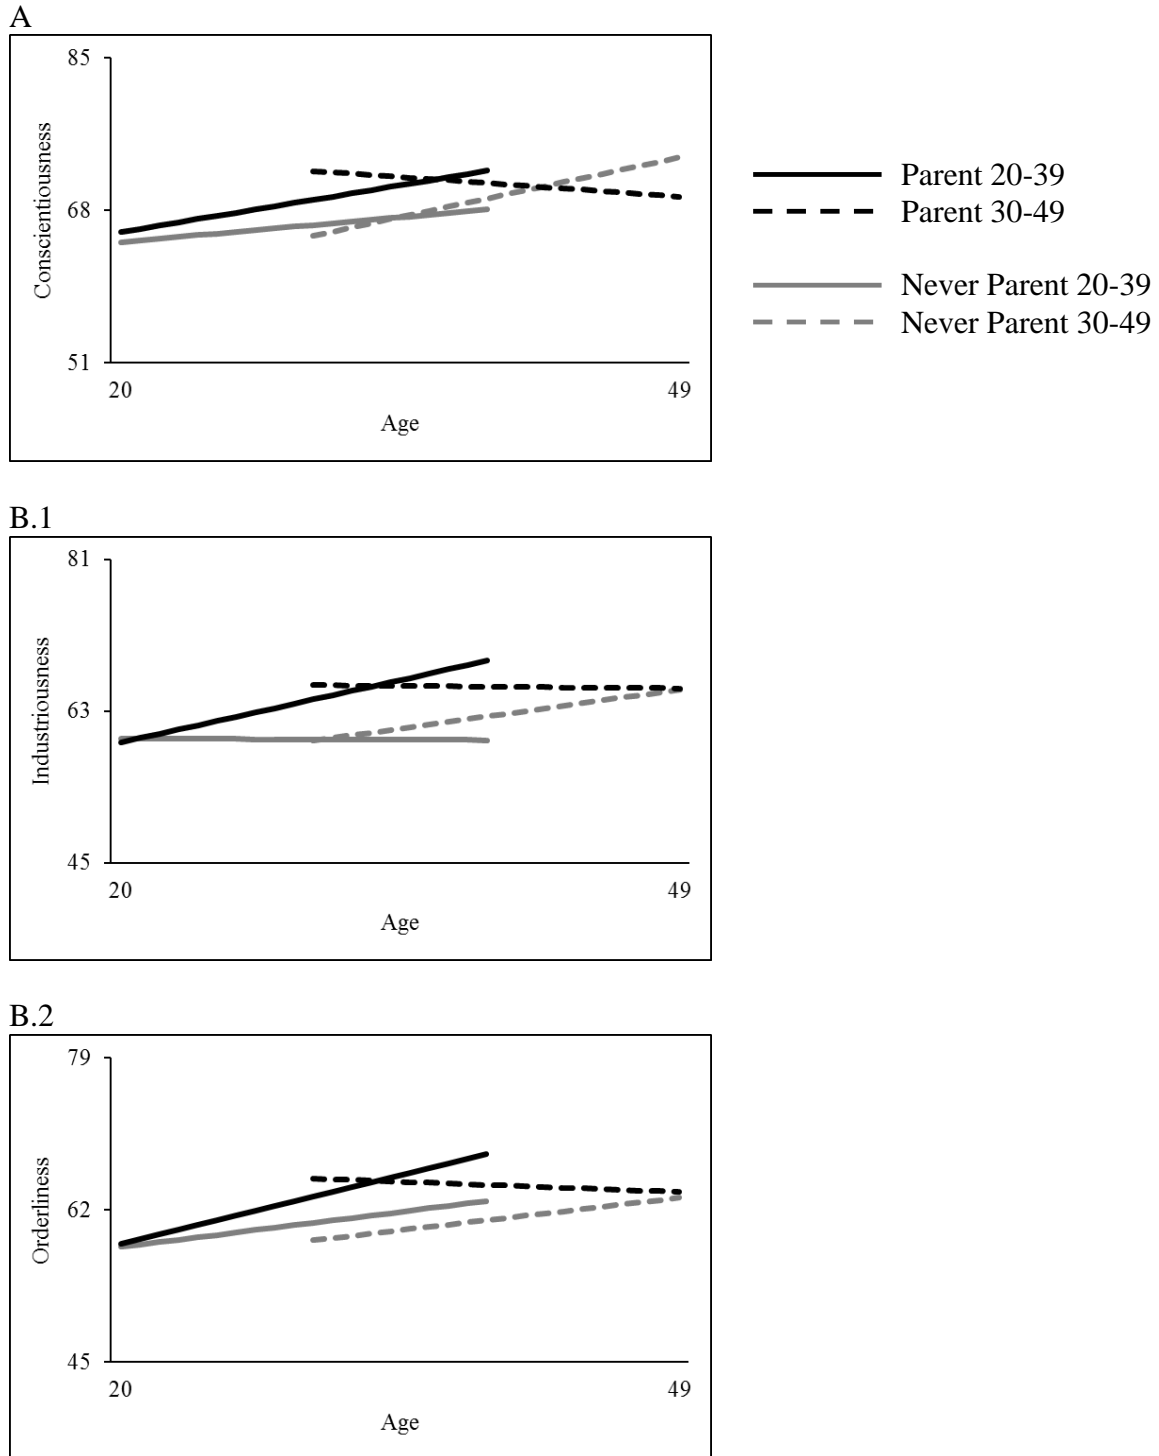 A
85
68
51
Conscientiousness
20
49
Age
Parent 20-39
Parent 30-49
Never Parent 20-39
Never Parent 30-49
B.1
81
63
45
Industriousness
20
49
Age
B.2
79
62
45
Orderliness
20
49
Age